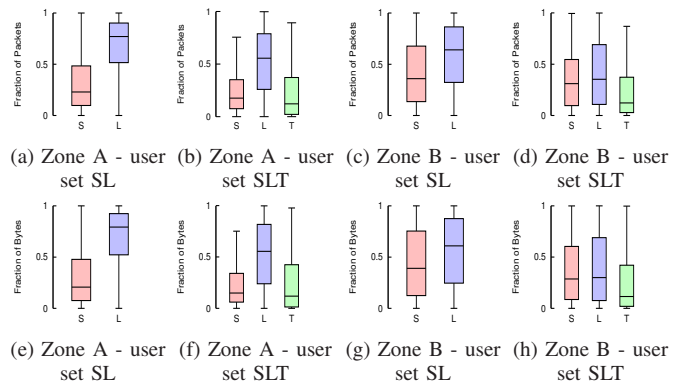 Fraction of Packets
1
0.5
0
S L
Fraction of Packets
1
0.5
0
S L T
Fraction of Packets
1
0.5
0
S L
Fraction of Packets
1
0.5
0
S L T
(a) Zone A - user
set SL
(b) Zone A - user
set SLT
(c) Zone B - user
set SL
(d) Zone B - user
set SLT
Fraction of Bytes
1
0.5
0
S L
Fraction of Bytes
1
0.5
0
S L T
Fraction of Bytes
1
0.5
0
S L
Fraction of Bytes
1
0.5
0
S L T
(e) Zone A - user
set SL
(f) Zone A - user
set SLT
(g) Zone B - user
set SL
(h) Zone B - user
set SLT